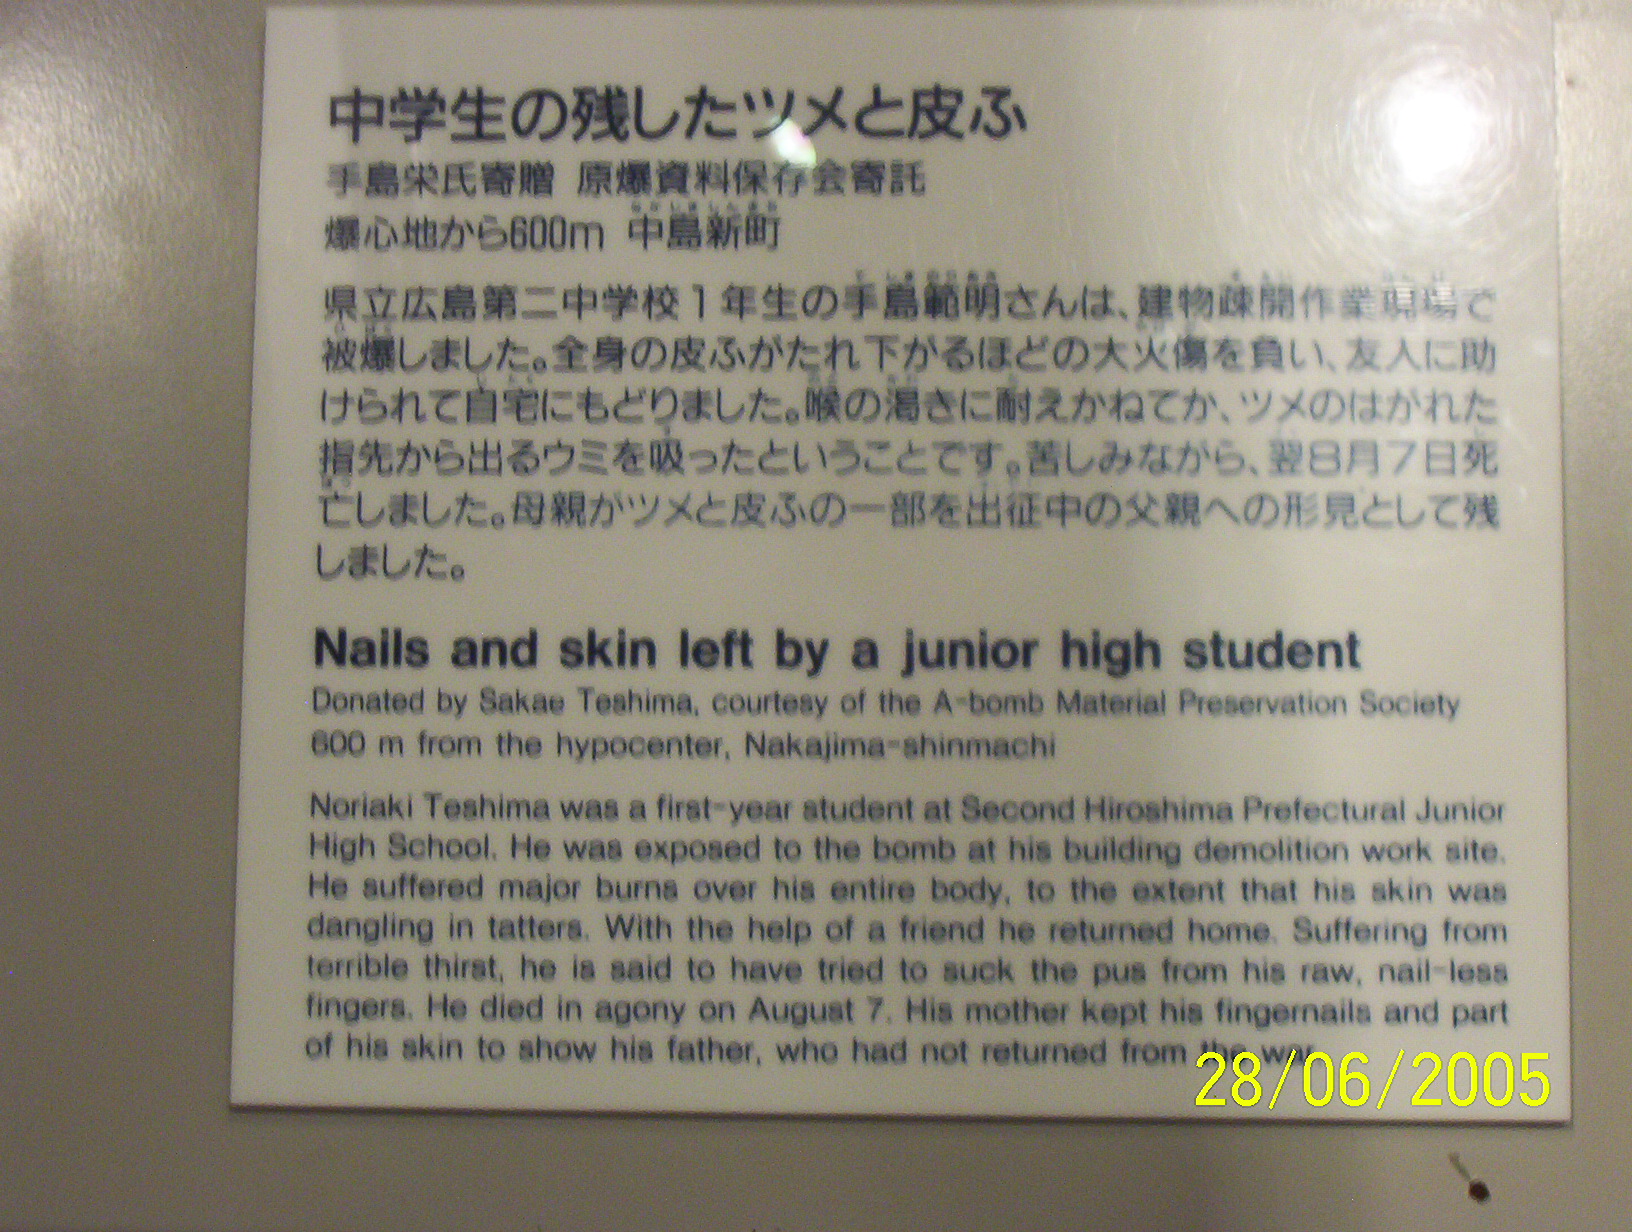 中学生の残したツメと皮ふ
手島栄氏寄贈 原爆資料保存会寄託
爆心地から600m 中島新町
県立広島第二中学校1年生の手島範明さんは、建物疎開作業現場で
被爆しました。全身の皮ふがたれ下がるほどの大火傷を負い、友人に助
けられて自宅にもどりました。喉の渇きに耐えかねてか、ツメのはがれた
指先から出るウミを吸ったということです。苦しみながら、翌8月7日死
亡しました。母親がツメと皮ふの一部を出征中の父親への形見として残
しました。
Nails and skin left by a junior high student
Donated by Sakae Teshima, courtesy of the A-bomb Material Preservation Society
600 m from the hypocenter, Nakajima-shinmachi
Noriaki Teshima was a first-year student at Second Hiroshima Prefectural Junior
High School. He was exposed to the bomb at his building demolition work site.
He suffered major burns over his entire body, to the extent that his skin was
dangling in tatters. With the help of a friend he returned home. Suffering from
terrible thirst, he is said to have tried to suck the pus from his raw, nail-less
fingers. He died in agony on August 7. His mother kept his fingernails and part
of his skin to show his father, who had not returned from the war.
28/06/2005